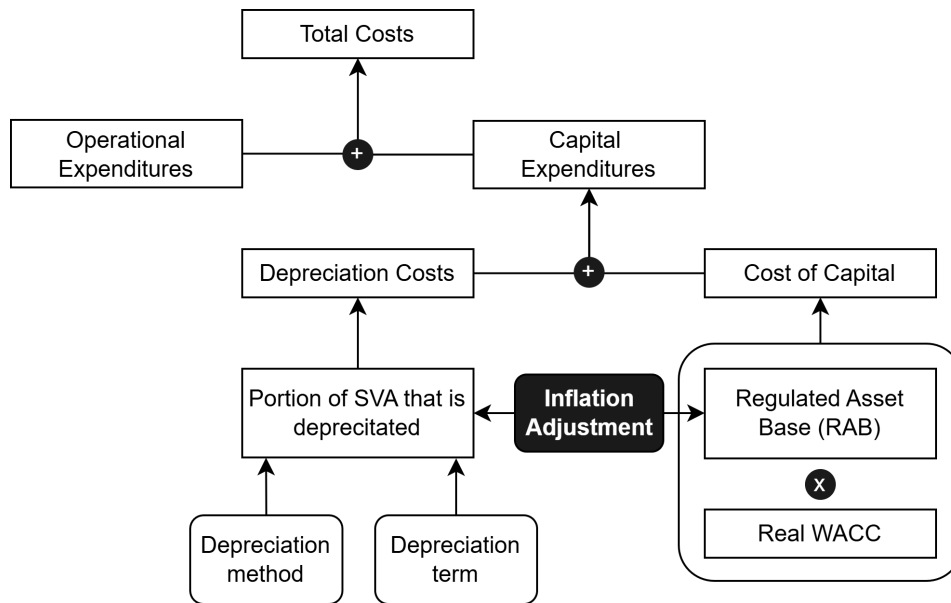 Total Costs
Operational
Expenditures
+
Capital
Expenditures
Depreciation Costs
+
Cost of Capital
Portion of SVA that is
deprecitated
Inflation
Adjustment
Regulated Asset
Base (RAB)
X
Real WACC
Depreciation
method
Depreciation
term